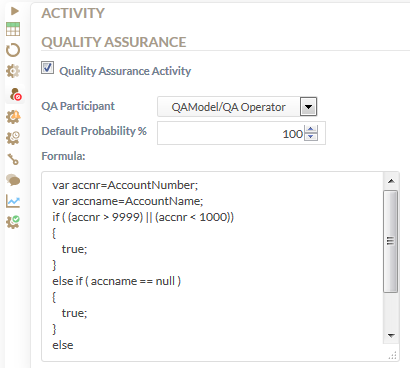 ACTIVITY
QUALITY ASSURANCE
Quality Assurance Activity
QA Participant QAModel/QA Operator
Default Probability % 100
Formula:
var accnr=AccountNumber;
var accname=AccountName;
if ( (accnr > 9999) || (accnr < 1000))
{
true;
}
else if ( accname == null )
{
true;
}
else